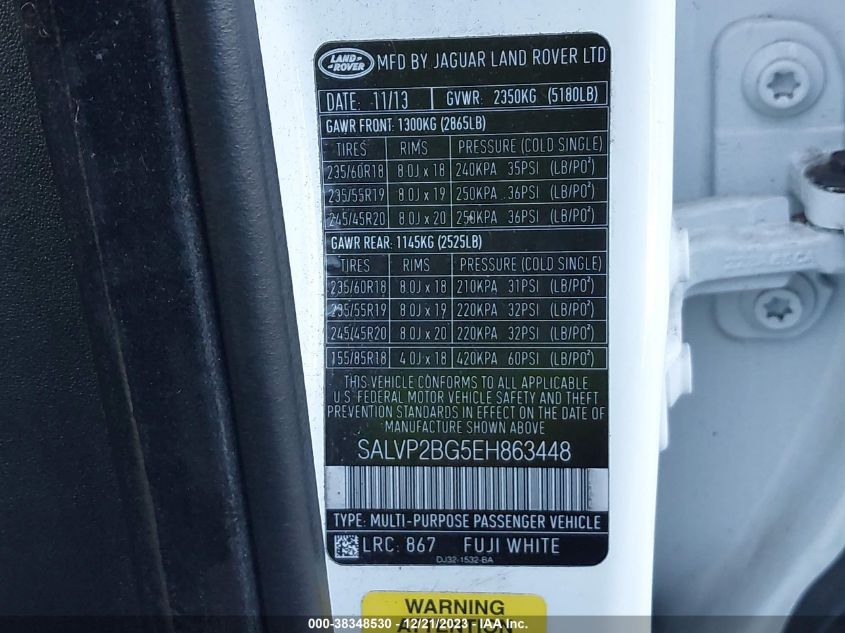 LAND ROVER MFD BY JAGUAR LAND ROVER LTD
DATE: 11/13 GVWR: 2350KG (5180LB)
GAWR FRONT: 1300KG (2865LB)
TIRES RIMS PRESSURE (COLD SINGLE)
235/60R18 8.0J x 18 240KPA 35PSI (LB/PO²)
235/55R19 8.0J x 19 250KPA 36PSI (LB/PO²)
245/45R20 8.0J x 20 250KPA 36PSI (LB/PO²)
GAWR REAR: 1145KG (2525LB)
TIRES RIMS PRESSURE (COLD SINGLE)
235/60R18 8.0J x 18 210KPA 31PSI (LB/PO²)
235/55R19 8.0J x 19 220KPA 32PSI (LB/PO²)
245/45R20 8.0J x 20 220KPA 32PSI (LB/PO²)
155/85R18 4.0J x 18 420KPA 60PSI (LB/PO²)
THIS VEHICLE CONFORMS TO ALL APPLICABLE
U.S. FEDERAL MOTOR VEHICLE SAFETY AND THEFT
PREVENTION STANDARDS IN EFFECT ON THE DATE OF
MANUFACTURE SHOWN ABOVE
SALVP2BG5EH863448
TYPE: MULTI-PURPOSE PASSENGER VEHICLE
LRC: 867 FUJI WHITE
DJ32-1532-BA
WARNING
ATTENTION
000-38348530 - 12/21/2023 - IAA, Inc.